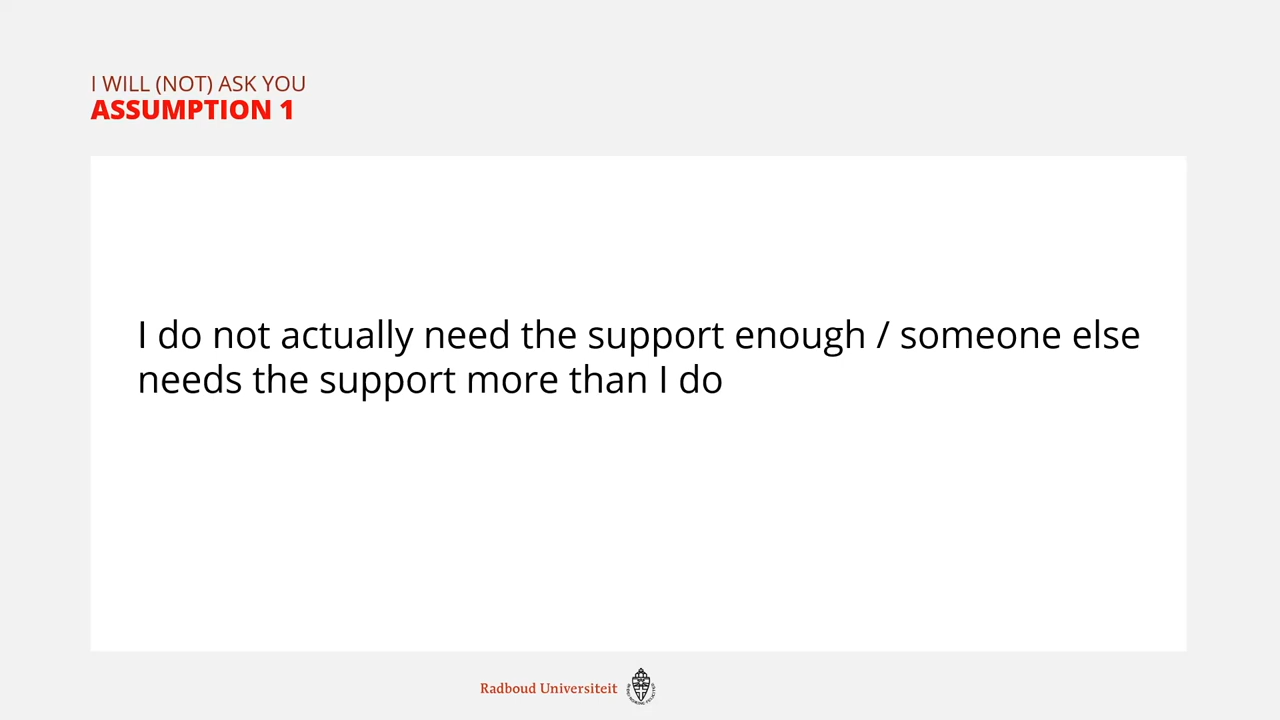 I WILL (NOT) ASK YOU
ASSUMPTION 1
I do not actually need the support enough / someone else
needs the support more than I do
Radboud Universiteit